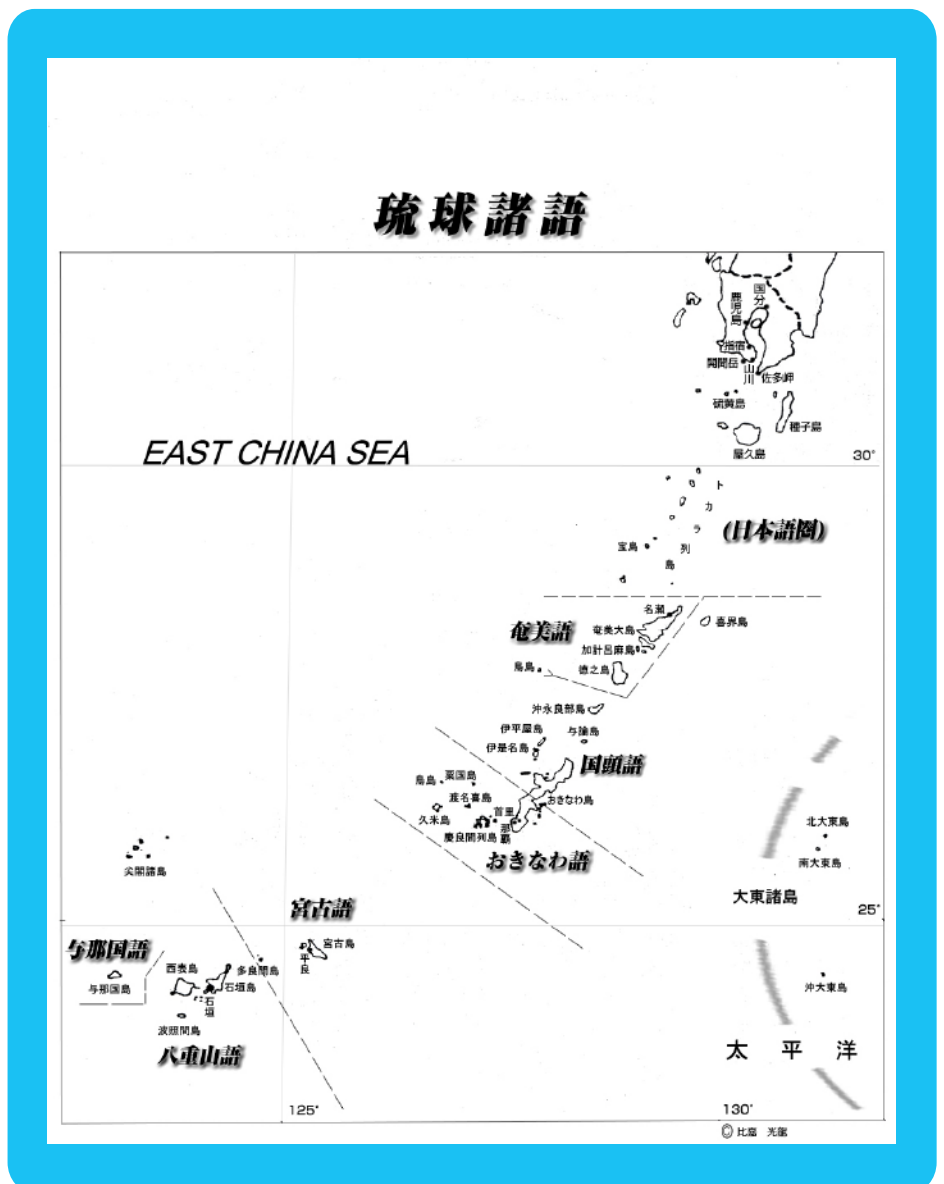 琉球諸語
国分
鹿児島
指宿
開聞岳
山川
佐多岬
硫黄島
種子島
屋久島
EAST CHINA SEA
30°
トカラ列島
(日本語圏)
宝島
名瀬
喜界島
奄美大島
奄美語
加計呂麻島
鳥島
徳之島
沖永良部島
伊平屋島
与論島
伊是名島
国頭語
鳥島
粟国島
渡名喜島
おきなわ島
久米島
首里
那覇
慶良間列島
おきなわ語
北大東島
南大東島
尖閣諸島
大東諸島
25°
宮古語
与那国語
宮古島
平良
西表島
多良間島
与那国島
石垣島
石垣
沖大東島
波照間島
八重山語
太平洋
125°
130°
© 比嘉 光龍